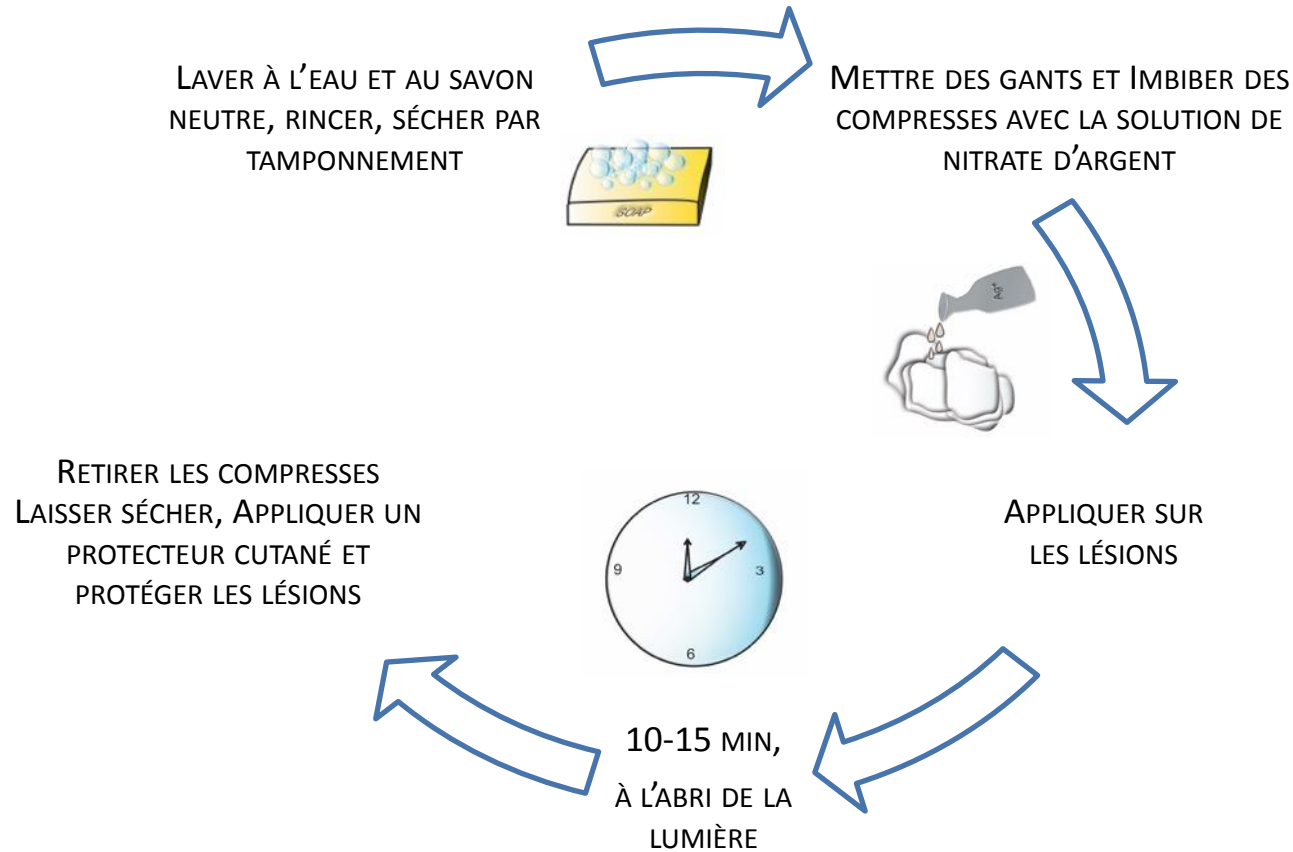 Laver à l'eau et au savon
neutre, rincer, sécher par
tamponnement
SOAP
Mettre des gants et Imbiber des
compresses avec la solution de
nitrate d'argent
Ag+
Appliquer sur
les lésions
12
3
6
9
10-15 min,
à l'abri de la
lumière
Retirer les compresses
Laisser sécher, Appliquer un
protecteur cutané et
protéger les lésions